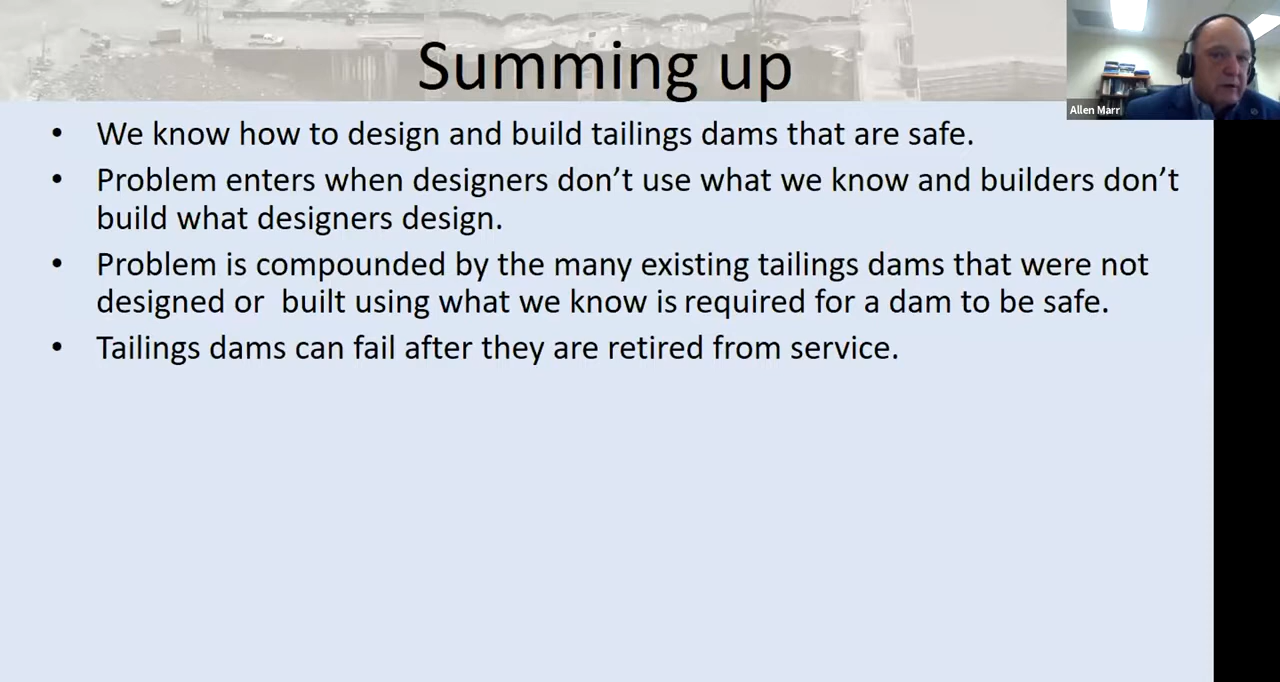 Summing up
Allen Marr
• We know how to design and build tailings dams that are safe.
• Problem enters when designers don’t use what we know and builders don’t
build what designers design.
• Problem is compounded by the many existing tailings dams that were not
designed or  built using what we know is required for a dam to be safe.
• Tailings dams can fail after they are retired from service.